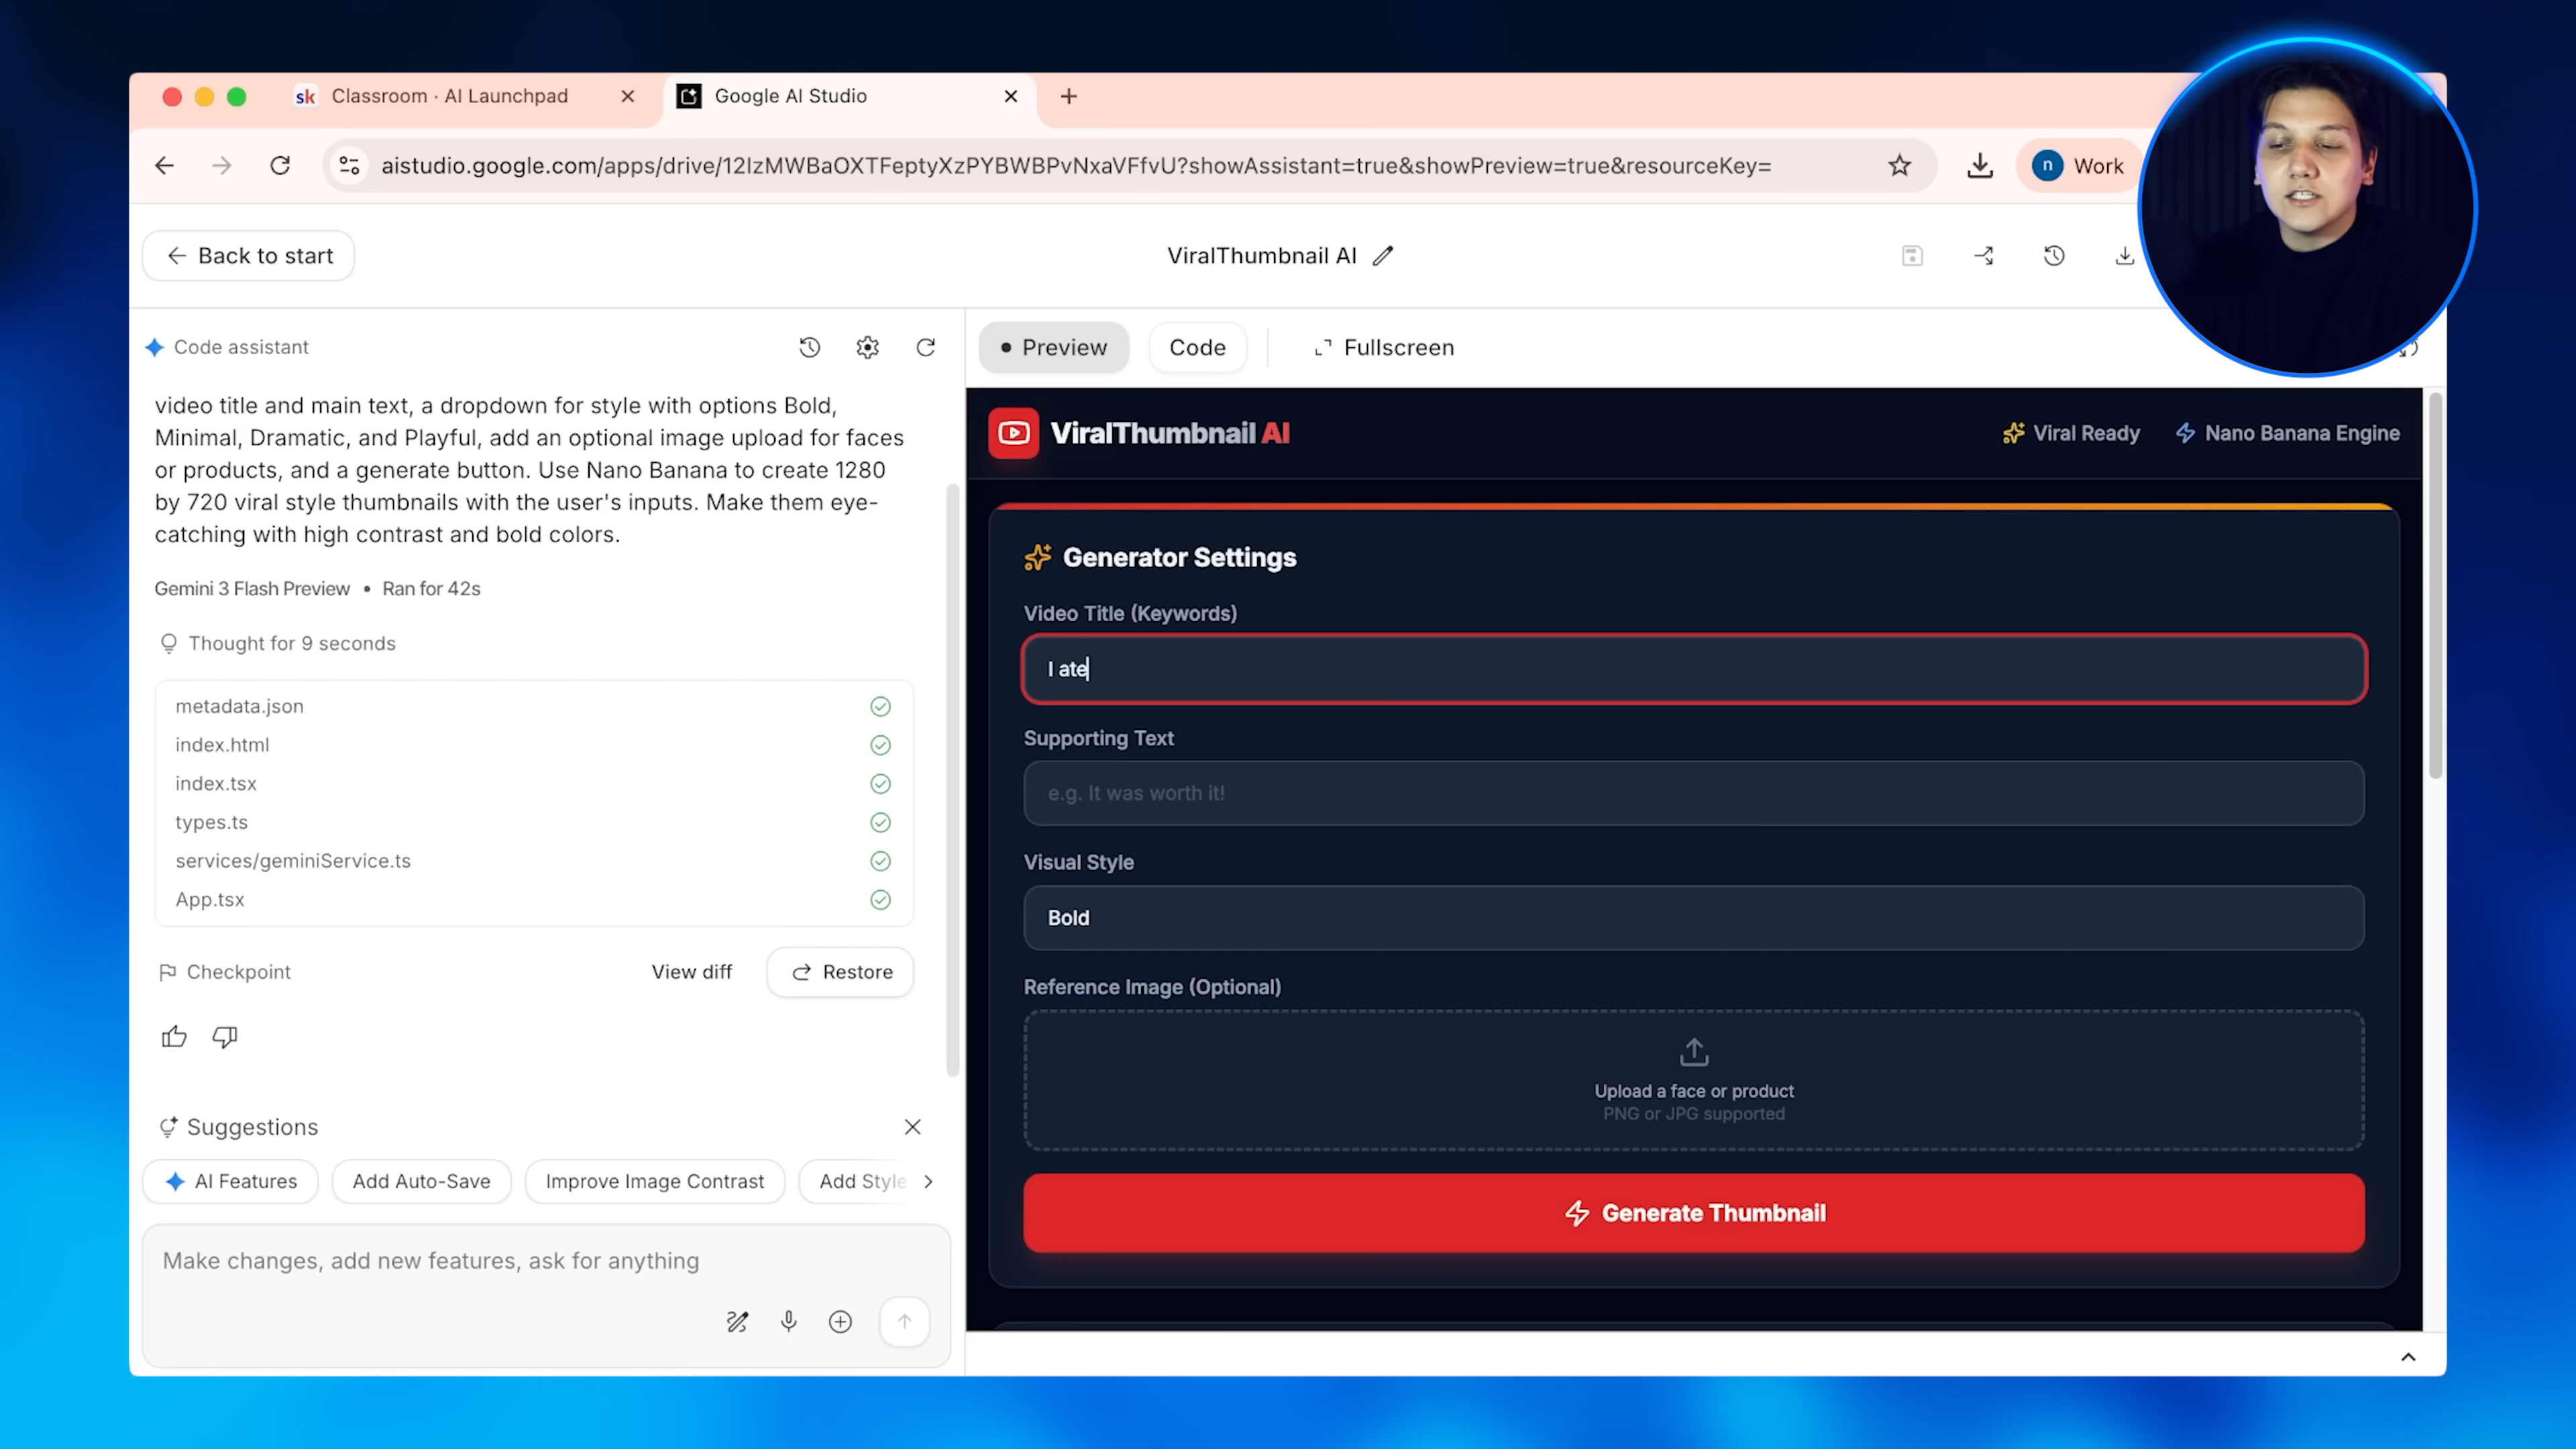 sk Classroom · AI Launchpad
Google AI Studio
aistudio.google.com/apps/drive/12IzMWBaOXTFeptyXzPYBWBPvNxaVFfvU?showAssistant=true&showPreview=true&resourceKey=
n Work
Back to start
ViralThumbnail AI
Code assistant
video title and main text, a dropdown for style with options Bold,
Minimal, Dramatic, and Playful, add an optional image upload for faces
or products, and a generate button. Use Nano Banana to create 1280
by 720 viral style thumbnails with the user's inputs. Make them eye-
catching with high contrast and bold colors.
Gemini 3 Flash Preview • Ran for 42s
Thought for 9 seconds
metadata.json
index.html
index.tsx
types.ts
services/geminiService.ts
App.tsx
Checkpoint
View diff
Restore
Suggestions
AI Features
Add Auto-Save
Improve Image Contrast
Add Style
Make changes, add new features, ask for anything
Preview
Code
Fullscreen
ViralThumbnail AI
Viral Ready
Nano Banana Engine
Generator Settings
Video Title (Keywords)
I ate
Supporting Text
e.g. It was worth it!
Visual Style
Bold
Reference Image (Optional)
Upload a face or product
PNG or JPG supported
Generate Thumbnail